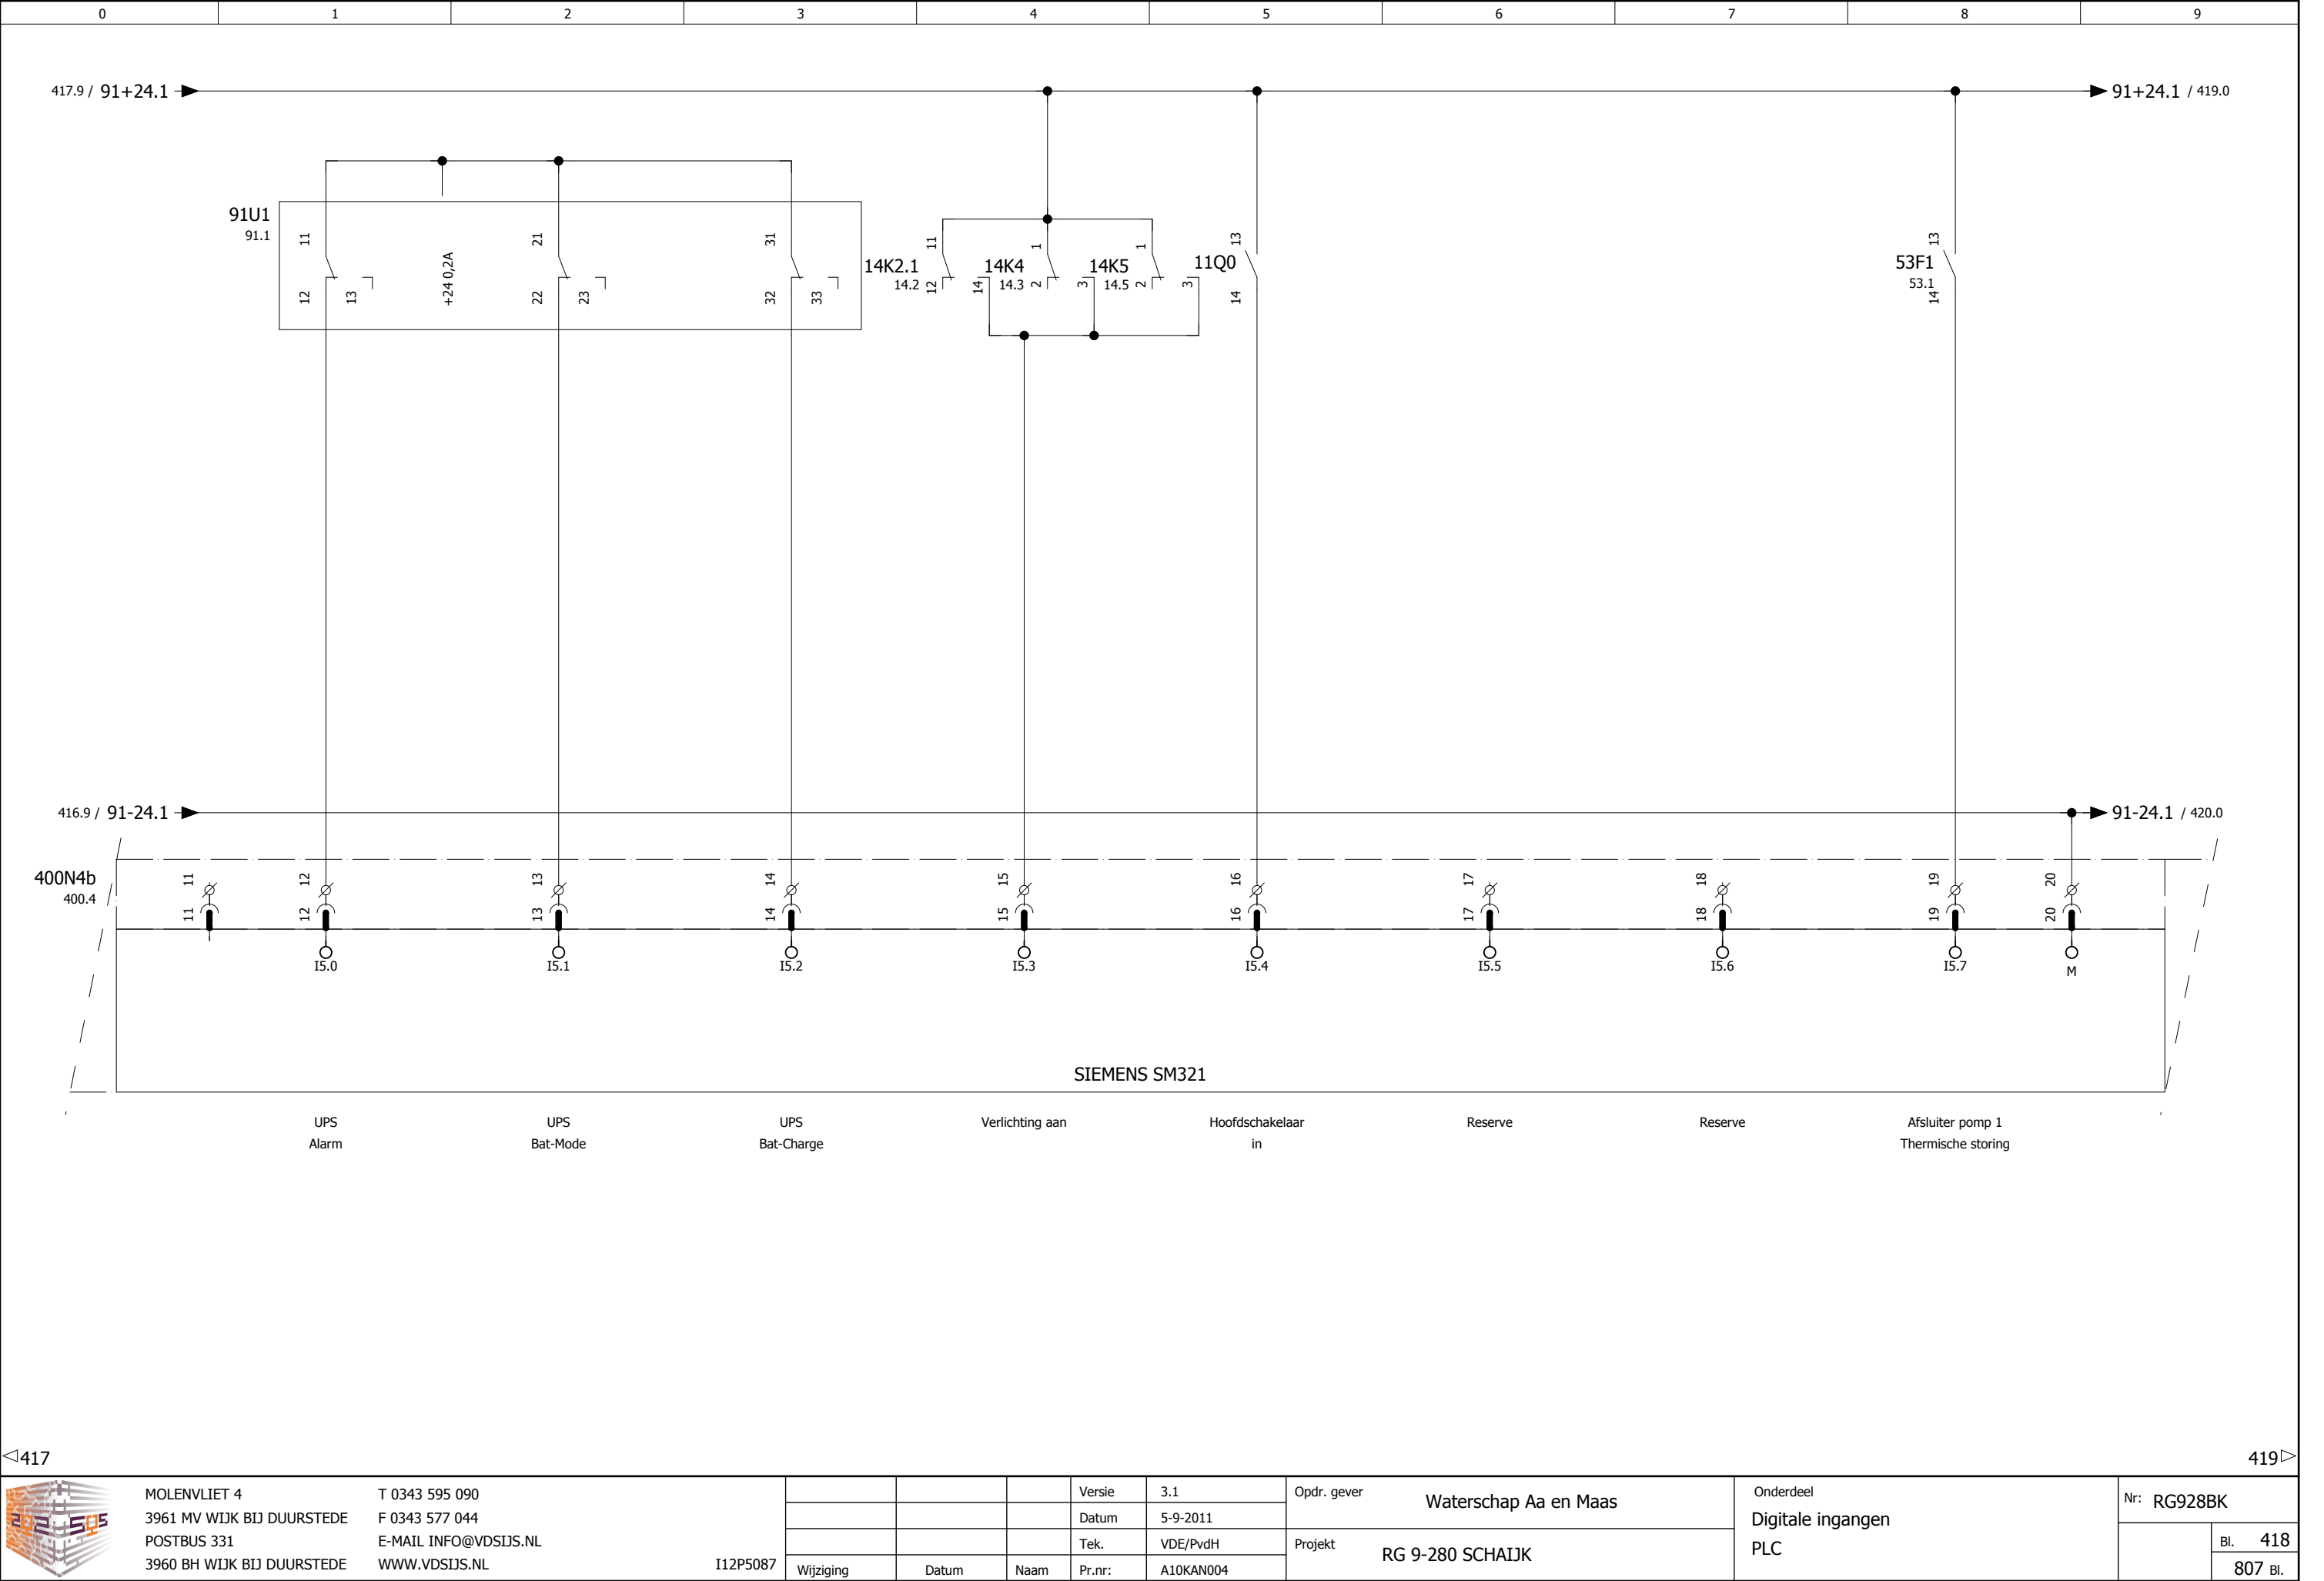 0 1 2 3 4 5 6 7 8 9
417.9 / 91+24.1
91+24.1 / 419.0
91U1
91.1
11 12 13
+24 0,2A
21 22 23
31 32 33
14K2.1
14.2
11 12 14
14K4
14.3
1 2 3
14K5
14.5
1 2 3
11Q0
13 14
53F1
53.1
13 14
416.9 / 91-24.1
91-24.1 / 420.0
400N4b
400.4
11 12 13 14 15 16 17 18 19 20
11 12 13 14 15 16 17 18 19 20
I5.0 I5.1 I5.2 I5.3 I5.4 I5.5 I5.6 I5.7 M
SIEMENS SM321
UPS UPS UPS Verlichting aan Hoofdschakelaar Reserve Reserve Afsluiter pomp 1
Alarm Bat-Mode Bat-Charge in Thermische storing
417
419
2d2-sys
MOLENVLIET 4 T 0343 595 090
3961 MV WIJK BIJ DUURSTEDE F 0343 577 044
POSTBUS 331 E-MAIL INFO@VDSIJS.NL
3960 BH WIJK BIJ DUURSTEDE WWW.VDSIJS.NL
I12P5087
Wijziging Datum Naam
Versie 3.1
Datum 5-9-2011
Tek. VDE/PvdH
Pr.nr: A10KAN004
Opdr. gever Waterschap Aa en Maas
Projekt RG 9-280 SCHAIJK
Onderdeel
Digitale ingangen
PLC
Nr: RG928BK
Bl. 418
807 Bl.